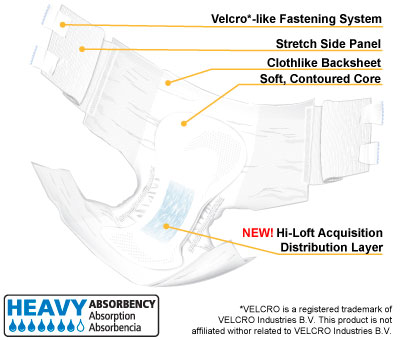 Velcro*-like Fastening System
Stretch Side Panel
Clothlike Backsheet
Soft, Contoured Core
NEW! Hi-Loft Acquisition
Distribution Layer
HEAVY ABSORBENCY
Absorption
Absorbencia
*VELCRO is a registered trademark of
VELCRO Industries B.V. This product is not
affiliated withor related to VELCRO Industries B.V.